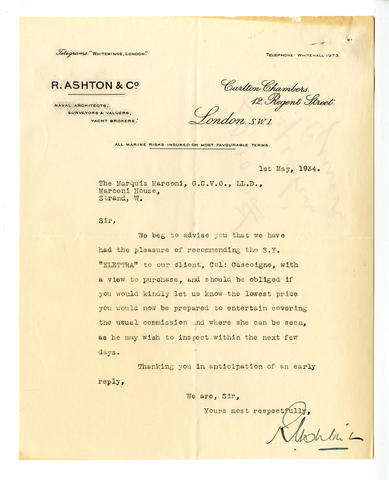 Telegrams: "Whitenings, London."
Telephone: Whitehall 1973.
R. ASHTON & Co
NAVAL ARCHITECTS,
SURVEYORS & VALUERS,
YACHT BROKERS.
Carlton Chambers,
12, Regent Street.
London, S.W.1.
ALL MARINE RISKS INSURED ON MOST FAVOURABLE TERMS.
1st May, 1934.
The Marquis Marconi, G.C.V.O., LL.D.,
Marconi House,
Strand, W.
Sir,
We beg to advise you that we have
had the pleasure of recommending the S.Y.
"ELETTRA" to our client, Col: Gascoigne, with
a view to purchase, and should be obliged if
you would kindly let us know the lowest price
you would now be prepared to entertain covering
the usual commission and where she can be seen,
as he may wish to inspect within the next few
days.
Thanking you in anticipation of an early
reply,
We are, Sir,
Yours most respectfully,